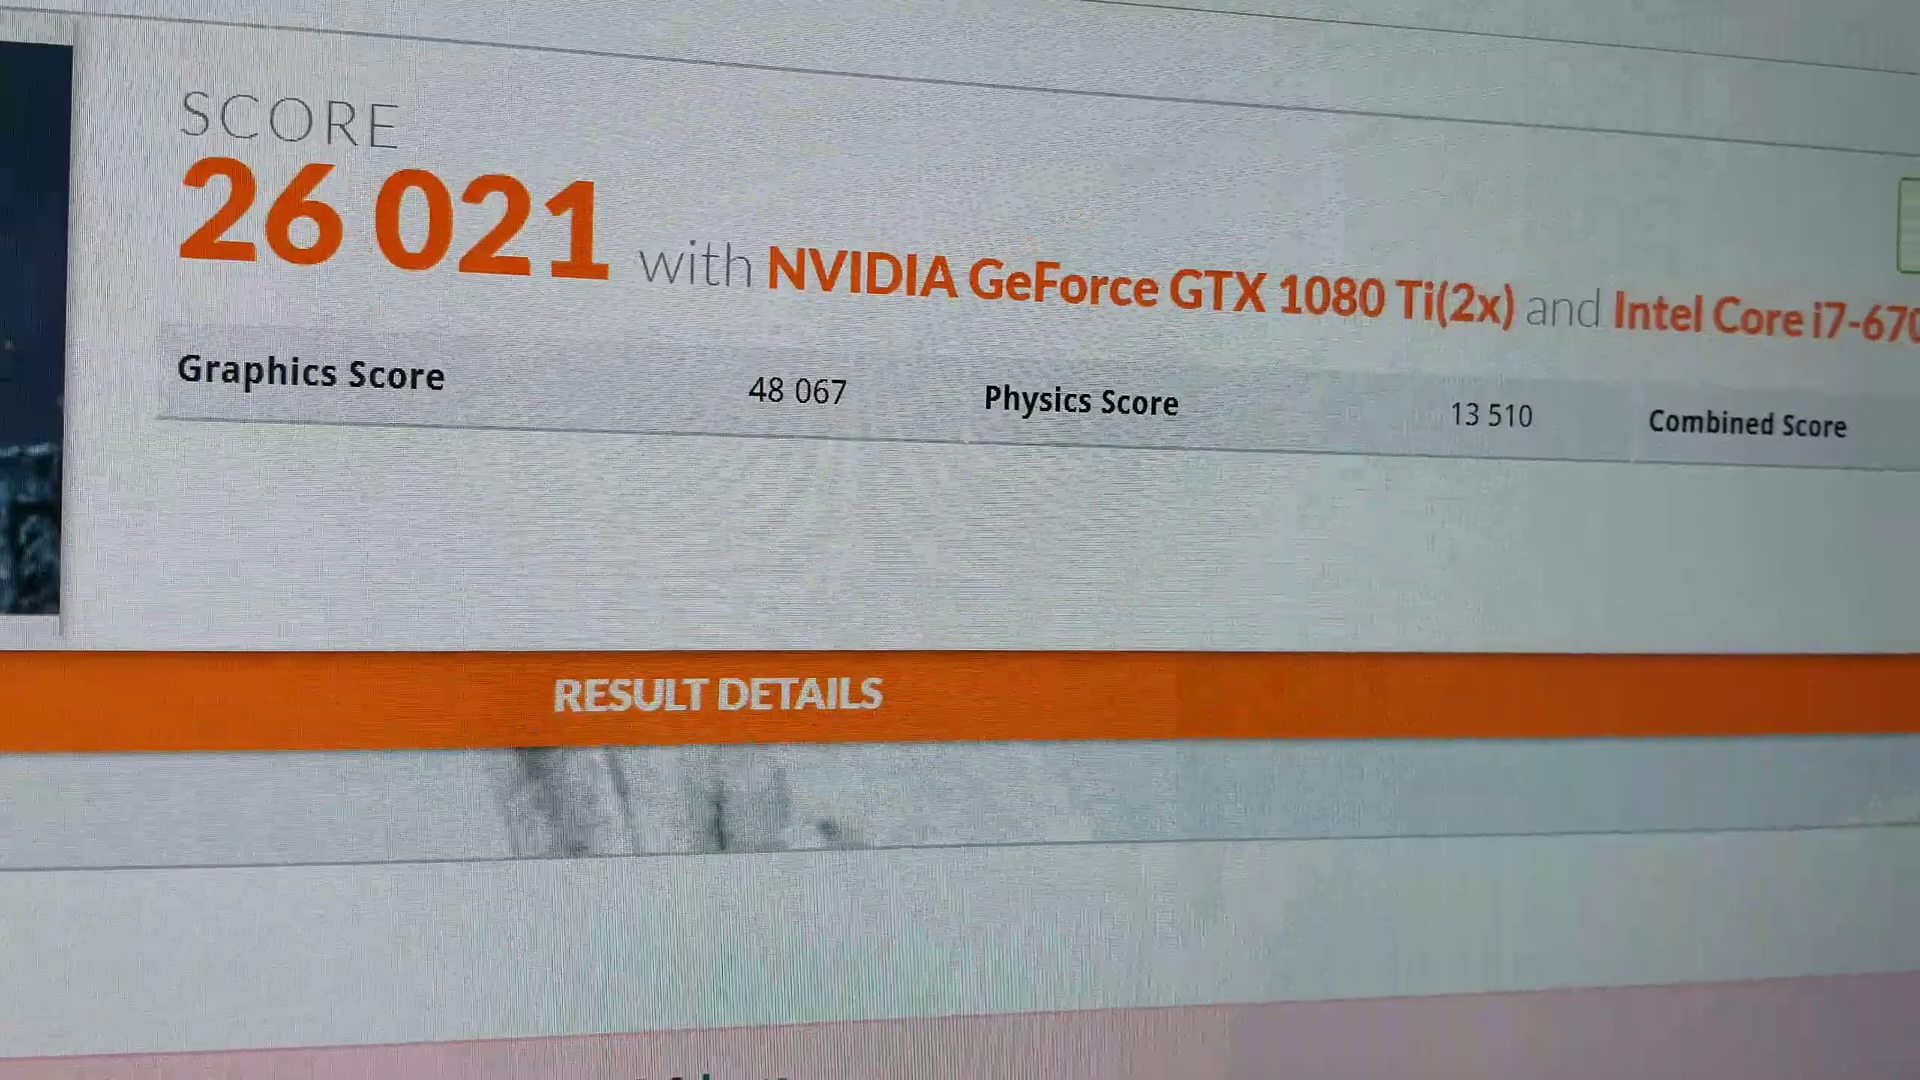 SCORE
26 021 with NVIDIA GeForce GTX 1080 Ti(2x) and Intel Core i7-670
Graphics Score 48 067 Physics Score 13 510 Combined Score
RESULT DETAILS